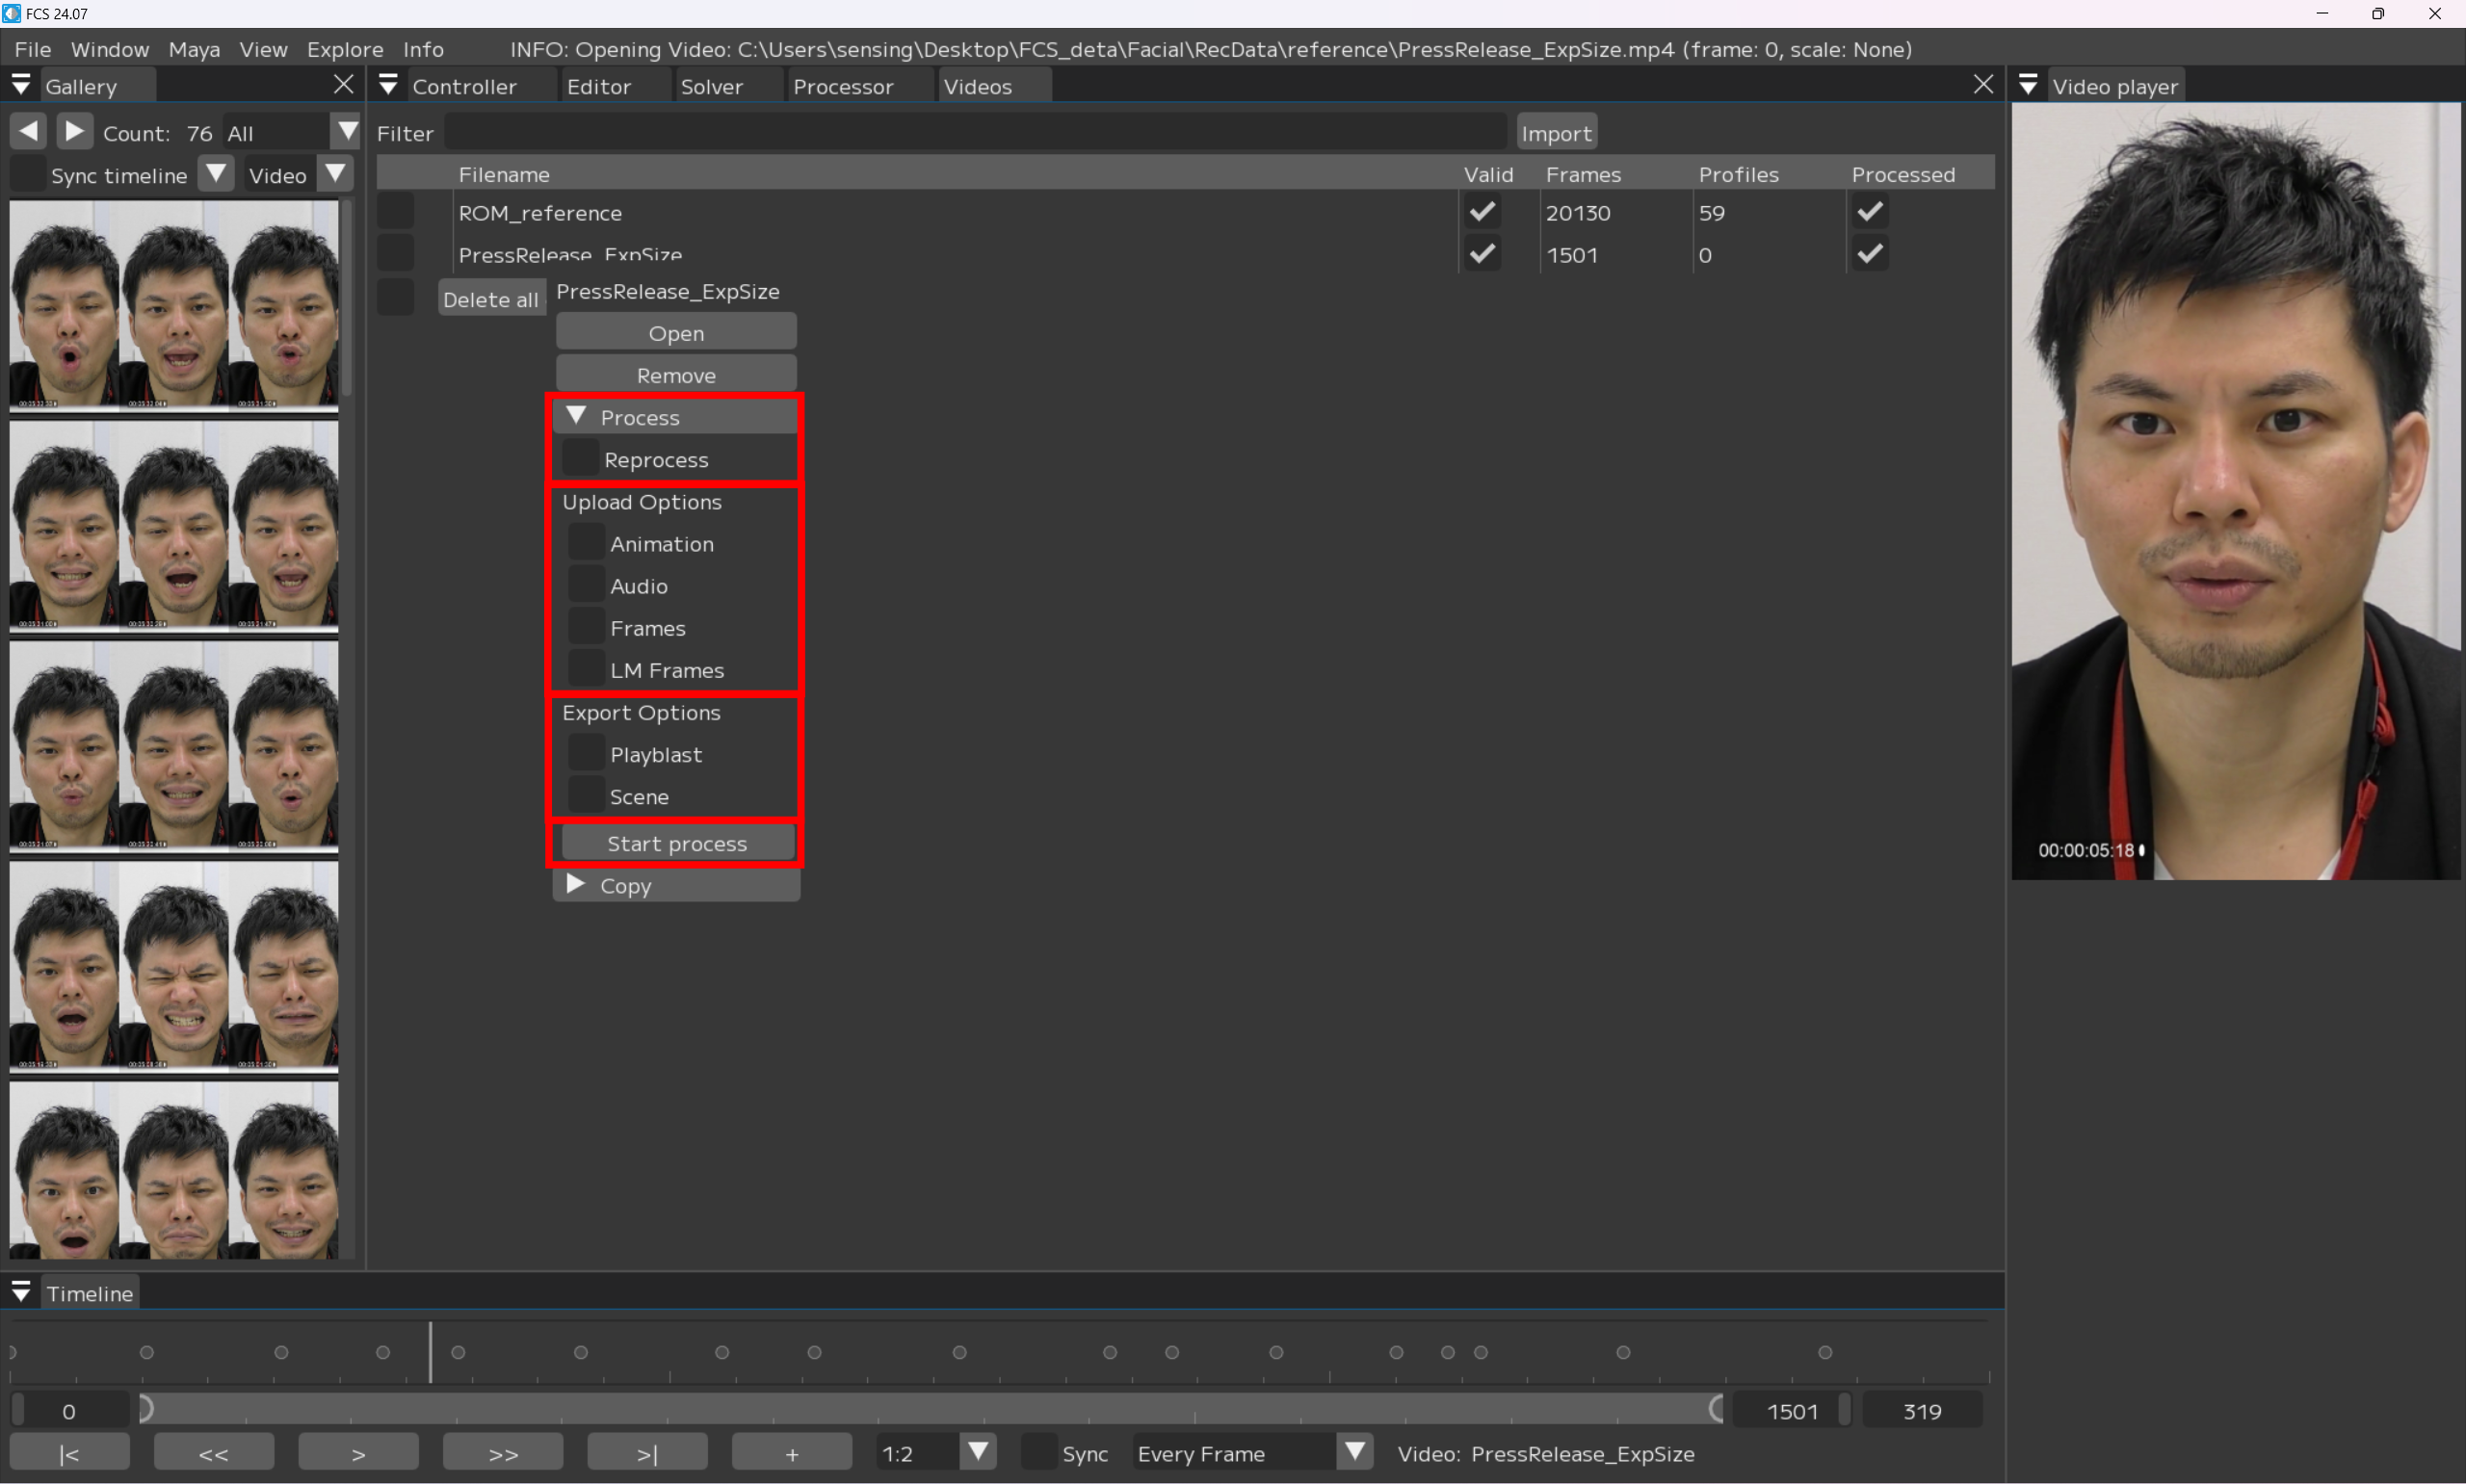 FCS 24.07
File Window Maya View Explore Info INFO: Opening Video: C:\Users\sensing\Desktop\FCS_deta\Facial\RecData\reference\PressRelease_ExpSize.mp4 (frame: 0, scale: None)
Gallery
Controller Editor Solver Processor Videos
Video player
Count: 76 All
Filter
Import
Sync timeline Video
Filename Valid Frames Profiles Processed
ROM_reference 20130 59
PressRelease_ExpSize 1501 0
Delete all
PressRelease_ExpSize
Open
Remove
Process
Reprocess
Upload Options
Animation
Audio
Frames
LM Frames
Export Options
Playblast
Scene
Start process
Copy
00:00:05:18
Timeline
0 1501 319
|< << > >> >| + 1:2 Sync Every Frame Video: PressRelease_ExpSize